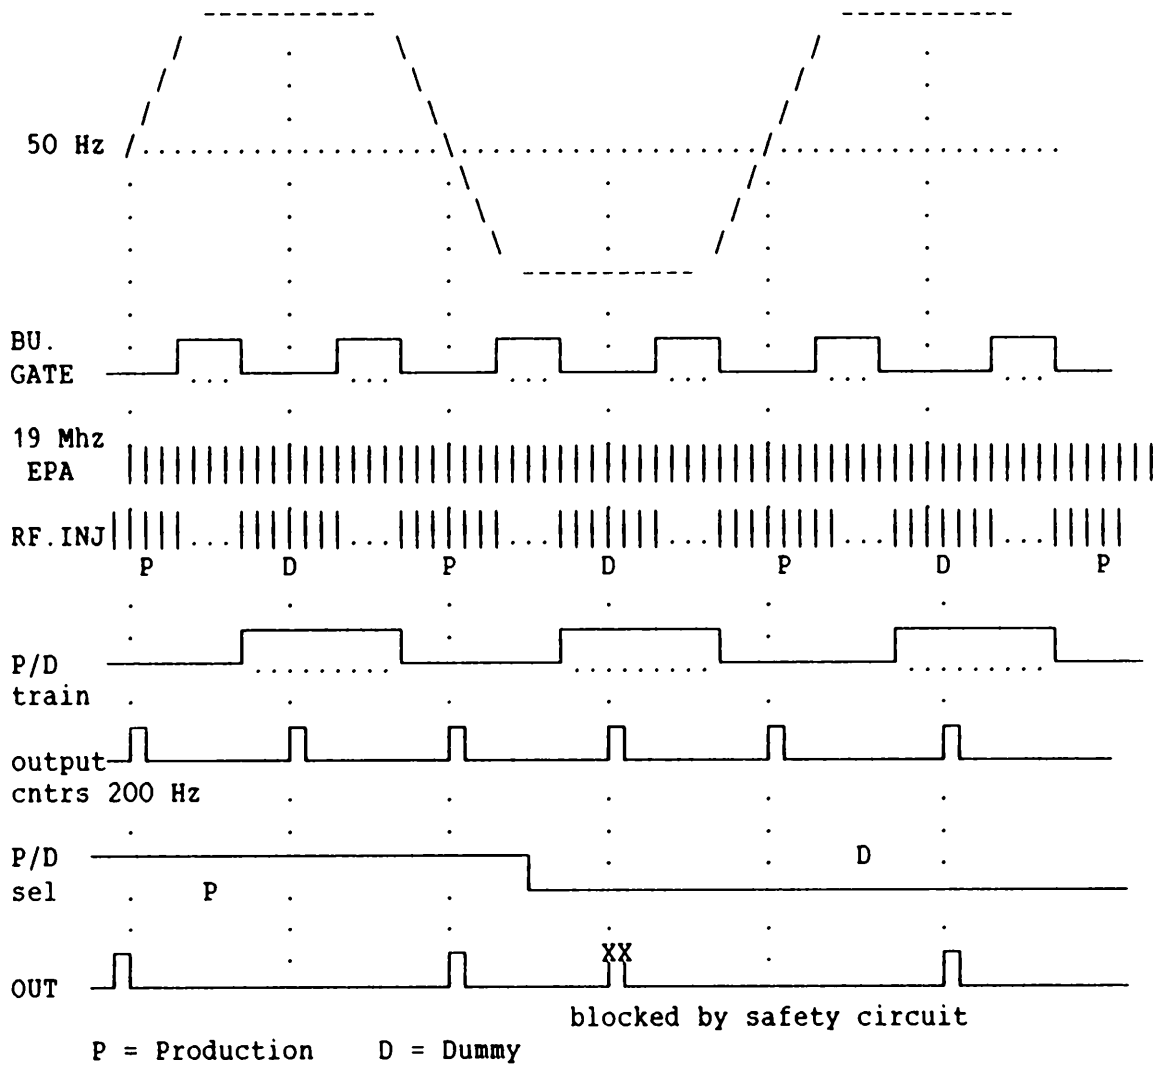 50 Hz
BU.
GATE
19 Mhz
EPA
RF.INJ
P D P D P D P
P/D
train
output
cntrs 200 Hz
P/D
D
sel P
XX
OUT
blocked by safety circuit
P = Production D = Dummy